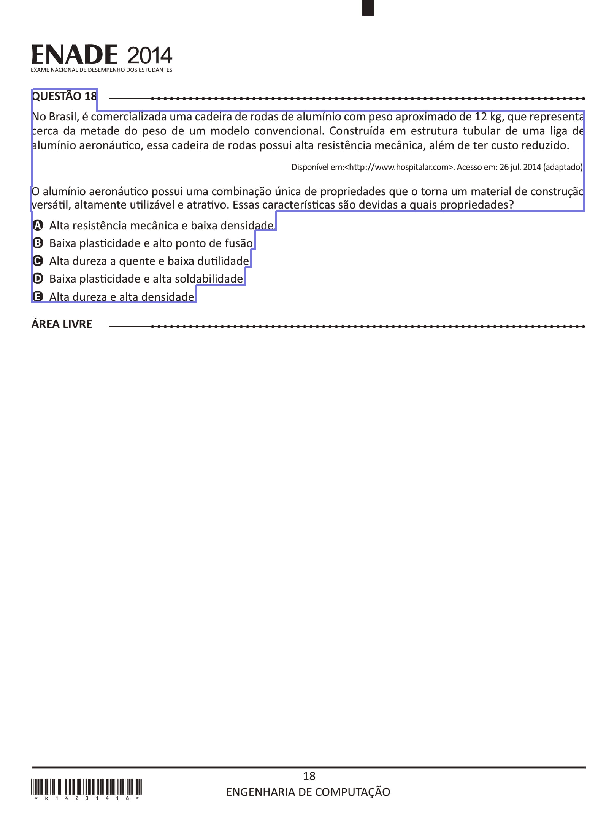 ENADE 2014
EXAME NACIONAL DE DESEMPENHO DOS ESTUDANTES
QUESTÃO 18
No Brasil, é comercializada uma cadeira de rodas de alumínio com peso aproximado de 12 kg, que representa
cerca da metade do peso de um modelo convencional. Construída em estrutura tubular de uma liga de
alumínio aeronáutico, essa cadeira de rodas possui alta resistência mecânica, além de ter custo reduzido.
Disponível em:<http://www.hospitalar.com>. Acesso em: 26 jul. 2014 (adaptado)
O alumínio aeronáutico possui uma combinação única de propriedades que o torna um material de construção
versátil, altamente utilizável e atrativo. Essas características são devidas a quais propriedades?
A Alta resistência mecânica e baixa densidade
B Baixa plasticidade e alto ponto de fusão
C Alta dureza a quente e baixa dutilidade
D Baixa plasticidade e alta soldabilidade
E Alta dureza e alta densidade
ÁREA LIVRE
18
ENGENHARIA DE COMPUTAÇÃO